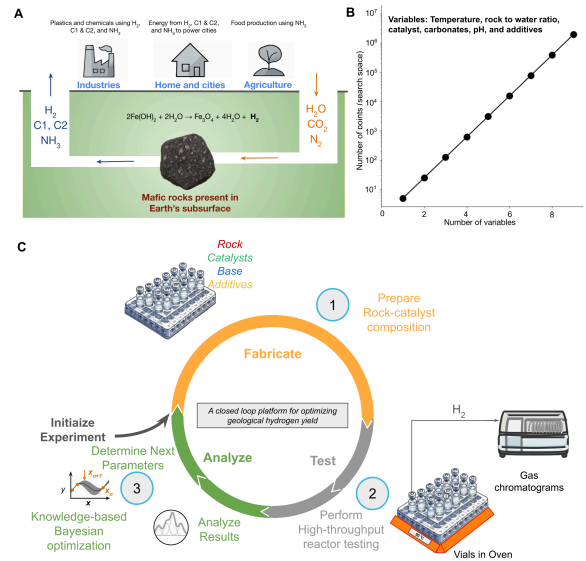 A
Plastics and chemicals using H2,
C1 & C2, and NH3
Energy from H2, C1 & C2,
and NH3 to power cities
Food production using NH3
Industries
Home and cities
Agriculture
H2
C1, C2
NH3
2Fe(OH)2 + 2H2O → Fe3O4 + 4H2O + H2
H2O
CO2
N2
Mafic rocks present in
Earth's subsurface
B
Variables: Temperature, rock to water ratio,
catalyst, carbonates, pH, and additives
Number of points (search space)
10^7
10^6
10^5
10^4
10^3
10^2
10^1
2
4
6
8
Number of variables
C
Rock
Catalysts
Base
Additives
1
Prepare
Rock-catalyst
composition
Fabricate
A closed loop platform for optimizing
geological hydrogen yield
Initiaize
Experiment
Analyze
Test
Determine Next
Parameters
3
y
x
x_n+1
x_n
Knowledge-based
Bayesian
optimization
Analyze
Results
2
Perform
High-throughput
reactor testing
H2
Gas
chromatograms
Vials in Oven